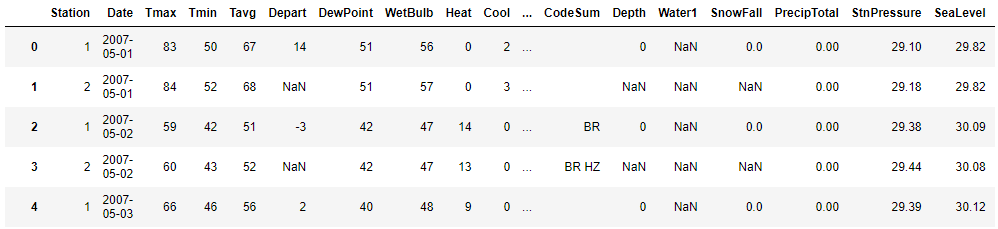 Station Date Tmax Tmin Tavg Depart DewPoint WetBulb Heat Cool ... CodeSum Depth Water1 SnowFall PrecipTotal StnPressure SeaLevel
0 1 2007-05-01 83 50 67 14 51 56 0 2 ... 0 NaN 0.0 0.00 29.10 29.82
1 2 2007-05-01 84 52 68 NaN 51 57 0 3 ... NaN NaN NaN 0.00 29.18 29.82
2 1 2007-05-02 59 42 51 -3 42 47 14 0 ... BR 0 NaN 0.0 0.00 29.38 30.09
3 2 2007-05-02 60 43 52 NaN 42 47 13 0 ... BR HZ NaN NaN NaN 0.00 29.44 30.08
4 1 2007-05-03 66 46 56 2 40 48 9 0 ... 0 NaN 0.0 0.00 29.39 30.12